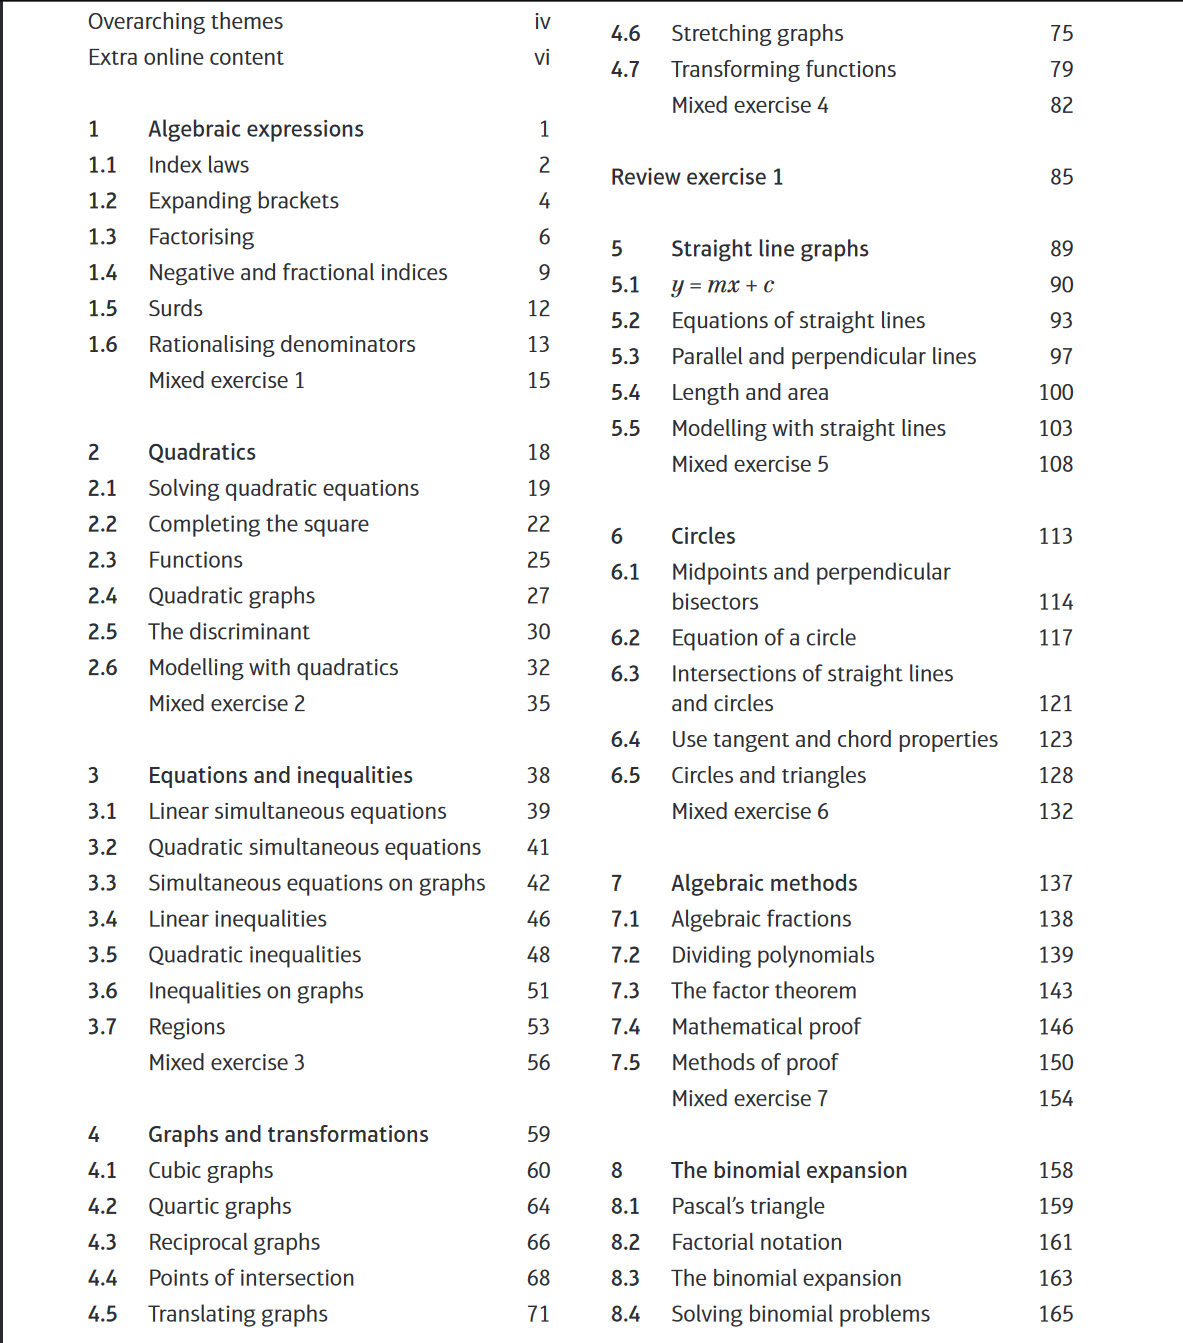 Overarching themes iv
Extra online content vi
1 Algebraic expressions 1
1.1 Index laws 2
1.2 Expanding brackets 4
1.3 Factorising 6
1.4 Negative and fractional indices 9
1.5 Surds 12
1.6 Rationalising denominators 13
Mixed exercise 1 15
2 Quadratics 18
2.1 Solving quadratic equations 19
2.2 Completing the square 22
2.3 Functions 25
2.4 Quadratic graphs 27
2.5 The discriminant 30
2.6 Modelling with quadratics 32
Mixed exercise 2 35
3 Equations and inequalities 38
3.1 Linear simultaneous equations 39
3.2 Quadratic simultaneous equations 41
3.3 Simultaneous equations on graphs 42
3.4 Linear inequalities 46
3.5 Quadratic inequalities 48
3.6 Inequalities on graphs 51
3.7 Regions 53
Mixed exercise 3 56
4 Graphs and transformations 59
4.1 Cubic graphs 60
4.2 Quartic graphs 64
4.3 Reciprocal graphs 66
4.4 Points of intersection 68
4.5 Translating graphs 71
4.6 Stretching graphs 75
4.7 Transforming functions 79
Mixed exercise 4 82
Review exercise 1 85
5 Straight line graphs 89
5.1 y = mx + c 90
5.2 Equations of straight lines 93
5.3 Parallel and perpendicular lines 97
5.4 Length and area 100
5.5 Modelling with straight lines 103
Mixed exercise 5 108
6 Circles 113
6.1 Midpoints and perpendicular
bisectors 114
6.2 Equation of a circle 117
6.3 Intersections of straight lines
and circles 121
6.4 Use tangent and chord properties 123
6.5 Circles and triangles 128
Mixed exercise 6 132
7 Algebraic methods 137
7.1 Algebraic fractions 138
7.2 Dividing polynomials 139
7.3 The factor theorem 143
7.4 Mathematical proof 146
7.5 Methods of proof 150
Mixed exercise 7 154
8 The binomial expansion 158
8.1 Pascal’s triangle 159
8.2 Factorial notation 161
8.3 The binomial expansion 163
8.4 Solving binomial problems 165